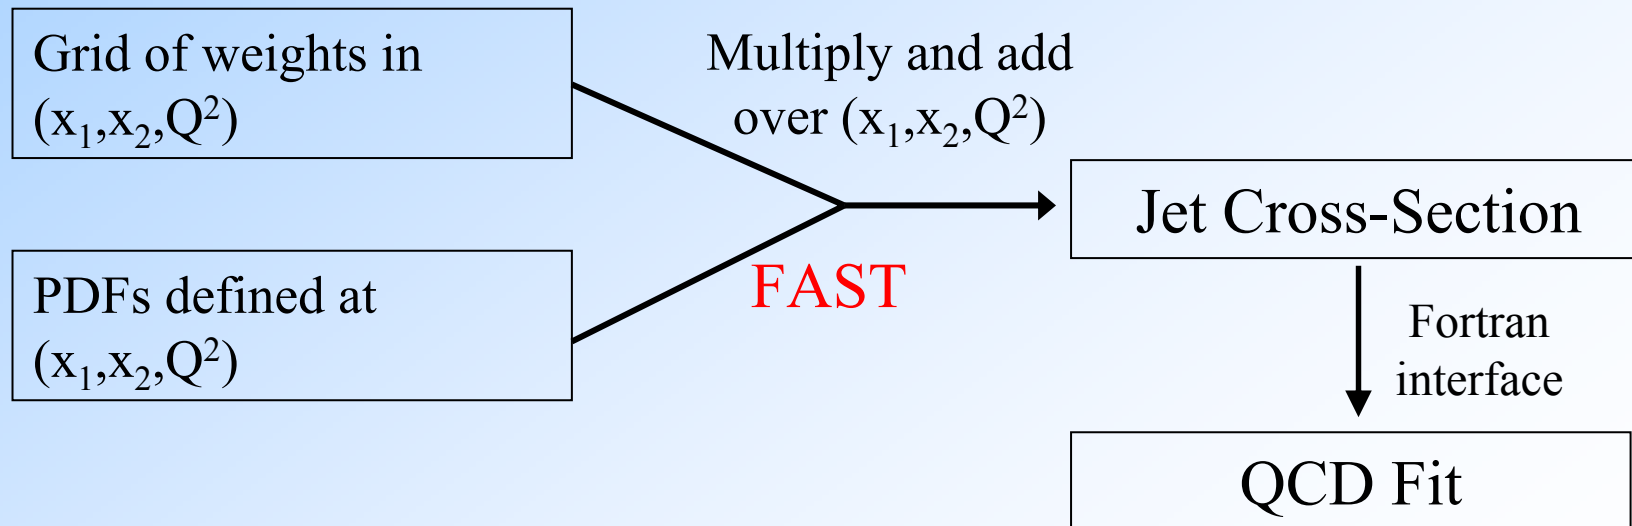 Grid of weights in
(x₁,x₂,Q²)
Multiply and add
over (x₁,x₂,Q²)
Jet Cross-Section
PDFs defined at
(x₁,x₂,Q²)
FAST
Fortran
interface
QCD Fit